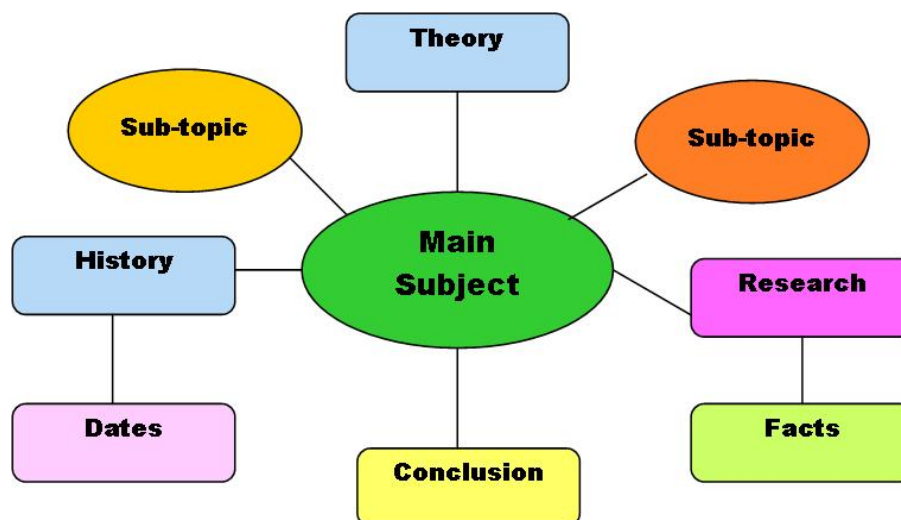 Theory
Sub-topic
Sub-topic
Main
Subject
History
Research
Dates
Facts
Conclusion